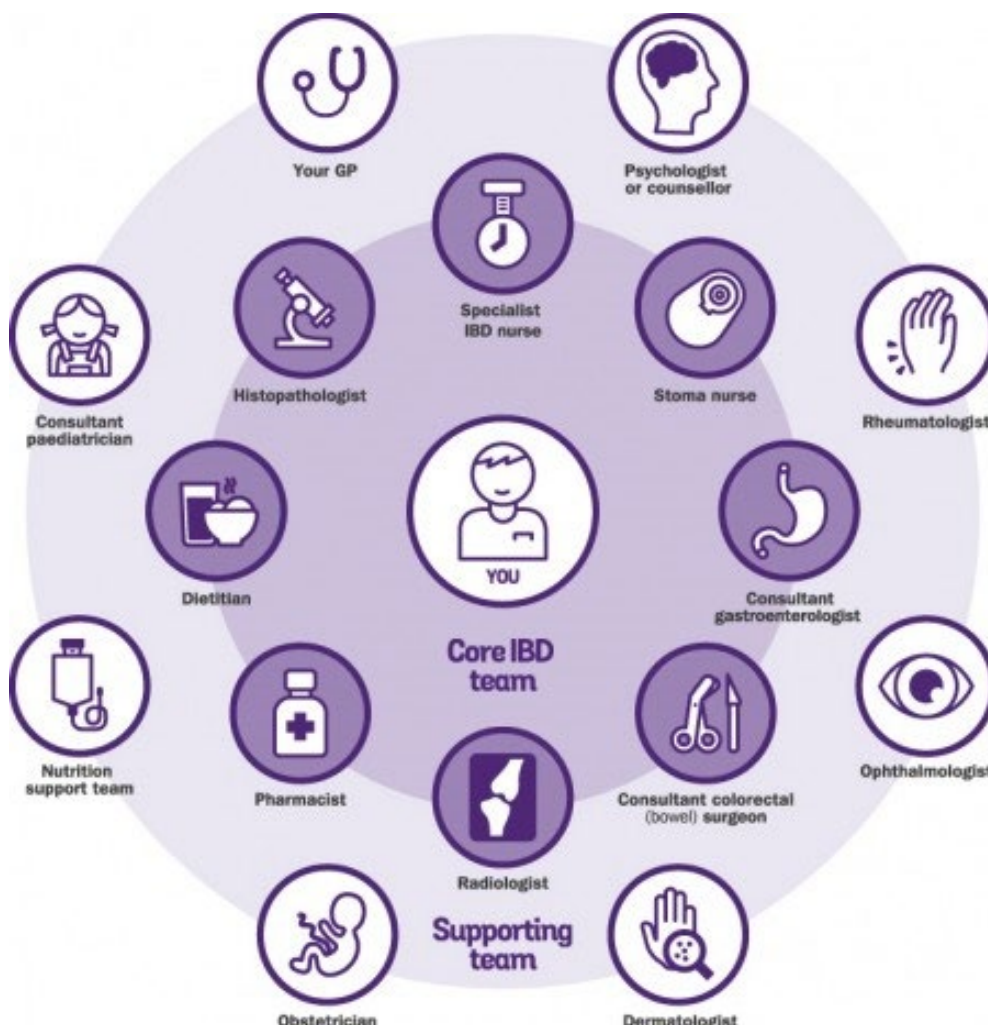 Your GP
Psychologist
or counsellor
Specialist
IBD nurse
Histopathologist
Stoma nurse
Consultant
paediatrician
Rheumatologist
YOU
Dietitian
Consultant
gastroenterologist
Core IBD
team
Nutrition
support team
Pharmacist
Consultant colorectal
(bowel) surgeon
Ophthalmologist
Radiologist
Supporting
team
Obstetrician
Dermatologist